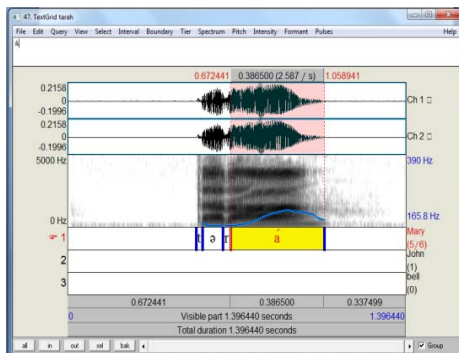 47. TextGrid tarah
File Edit Query View Select Interval Boundary Tier Spectrum Pitch Intensity Formant Pulses Help
á
0.672441 0.386500 (2.587 / s) 1.058941
0.2158
0
-0.1996
Ch 1
0.2158
0
-0.1996
Ch 2
5000 Hz 390 Hz
0 Hz 165.8 Hz
1 t ə r á Mary (5/6)
2 John (1)
3 bell (0)
0.672441 0.386500 0.337499
0 Visible part 1.396440 seconds 1.396440
Total duration 1.396440 seconds
all in out sel bak Group